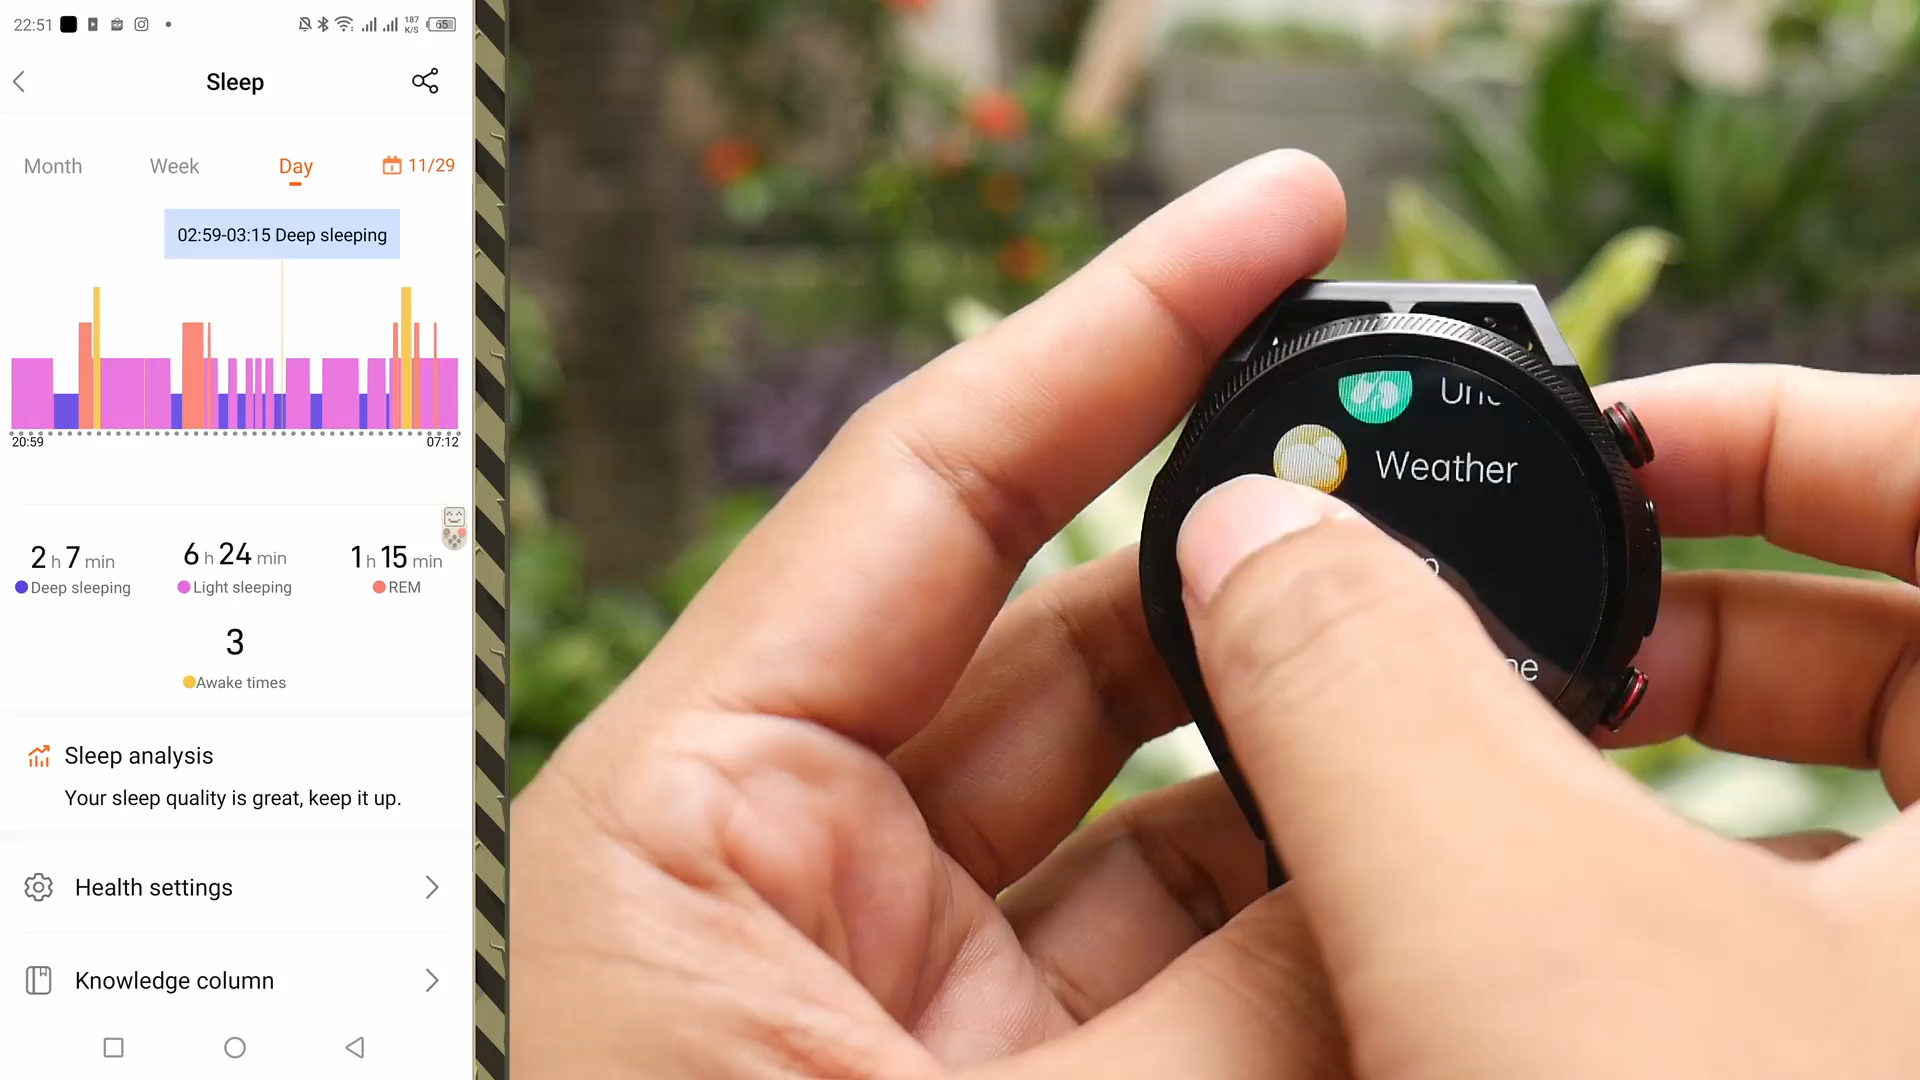 22:51
187
K/S
65
Sleep
Month
Week
Day
11/29
02:59-03:15 Deep sleeping
20:59
07:12
2 h 7 min
6 h 24 min
1 h 15 min
Deep sleeping
Light sleeping
REM
3
Awake times
Sleep analysis
Your sleep quality is great, keep it up.
Health settings
Knowledge column
Weather